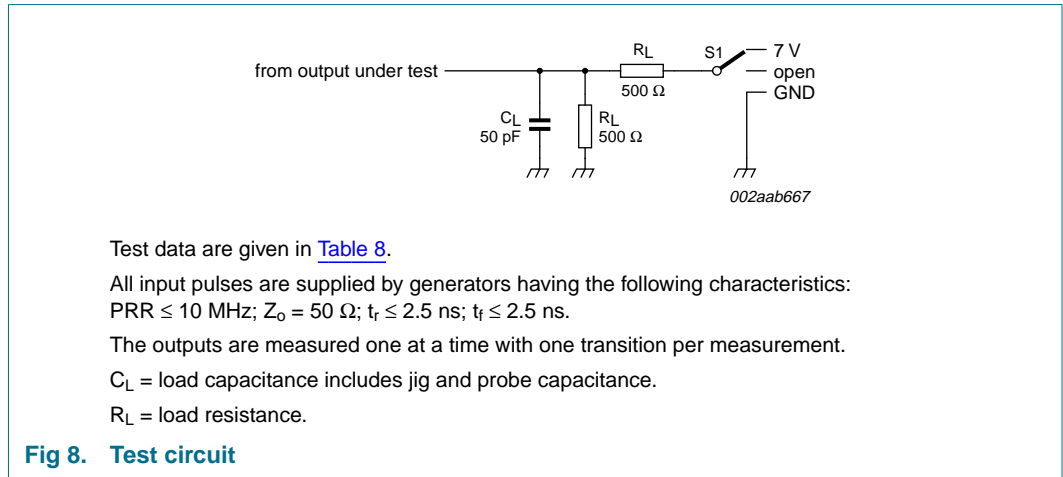 RL
S1
7 V
from output under test
open
500 Ω
GND
CL
50 pF
RL
500 Ω
002aab667
Test data are given in Table 8.
All input pulses are supplied by generators having the following characteristics:
PRR ≤ 10 MHz; Zo = 50 Ω; tr ≤ 2.5 ns; tf ≤ 2.5 ns.
The outputs are measured one at a time with one transition per measurement.
CL = load capacitance includes jig and probe capacitance.
RL = load resistance.
Fig 8. Test circuit